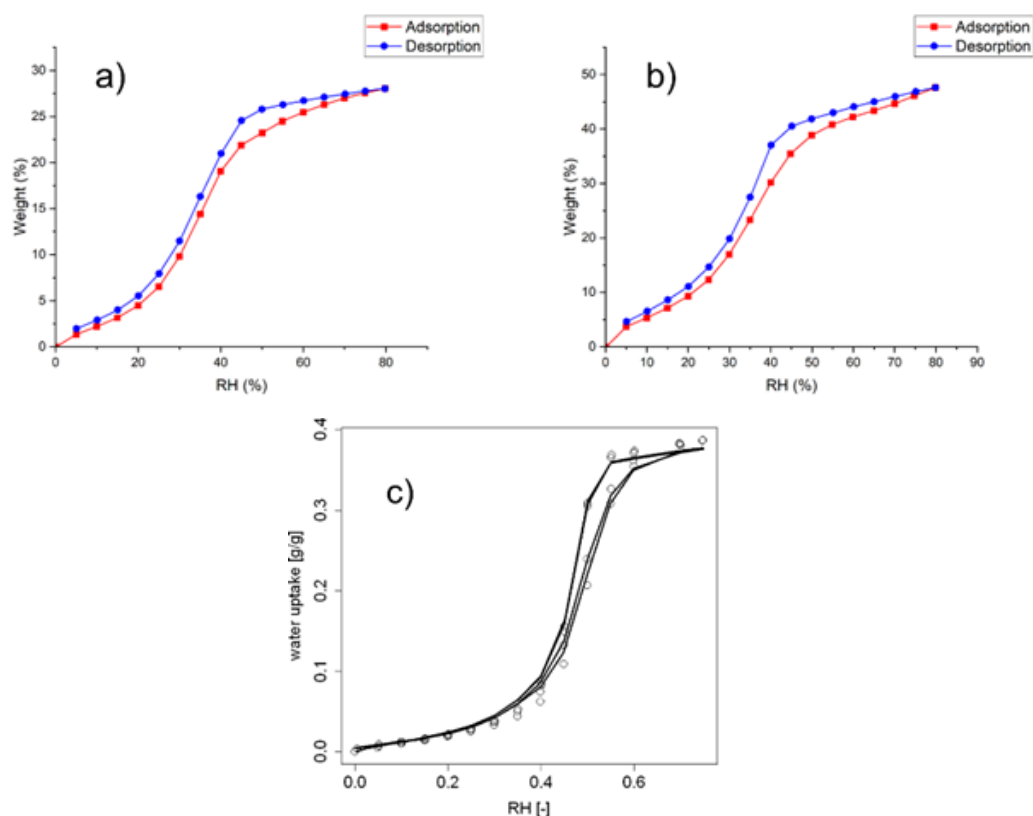 Adsorption
Desorption
a)
30
25
20
15
10
5
0
Weight (%)
0 20 40 60 80
RH (%)
Adsorption
Desorption
b)
50
40
30
20
10
0
Weight (%)
0 10 20 30 40 50 60 70 80 90
RH (%)
c)
0.4
0.3
0.2
0.1
0.0
water uptake [g/g]
0.0 0.2 0.4 0.6
RH [-]